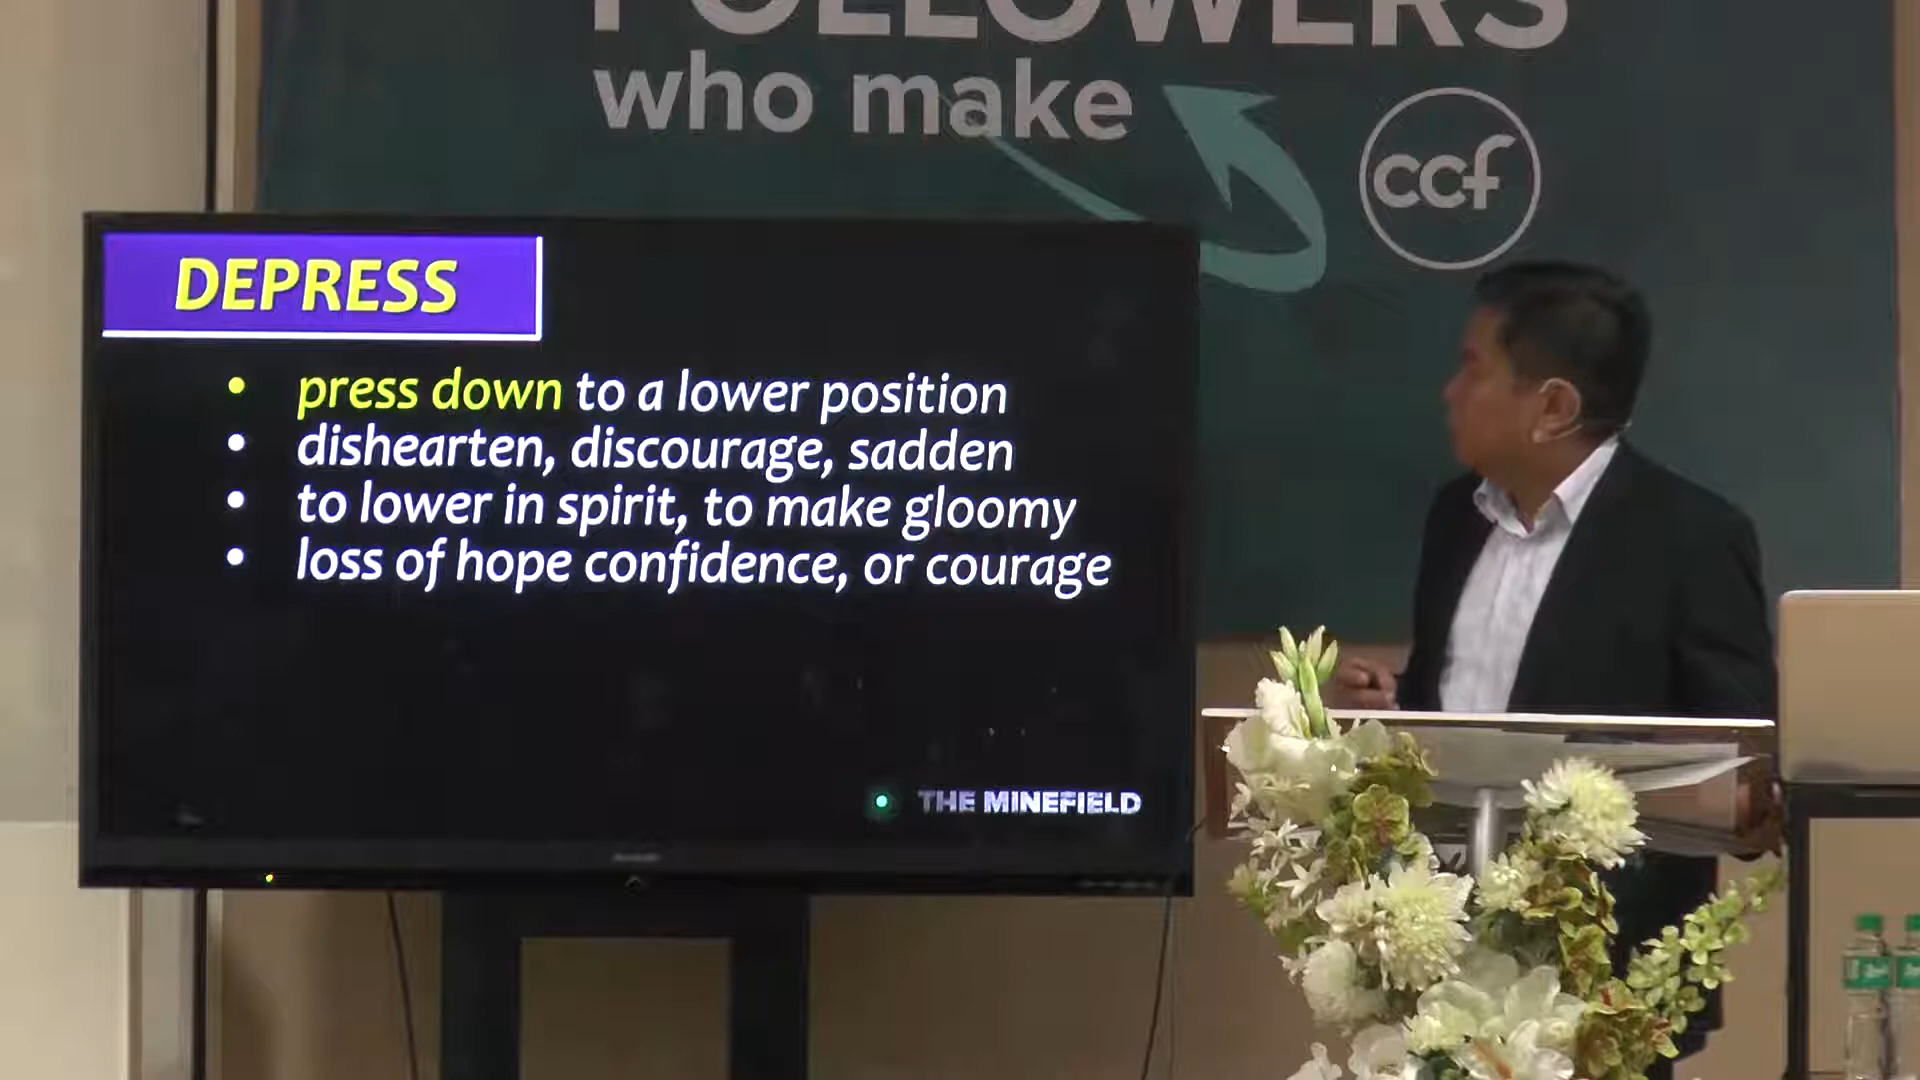 FOLLOWERS
who make
ccf
DEPRESS
• press down to a lower position
• dishearten, discourage, sadden
• to lower in spirit, to make gloomy
• loss of hope confidence, or courage
THE MINEFIELD